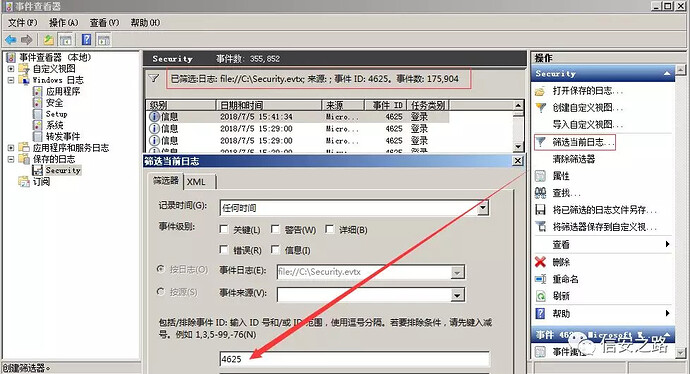 事件查看器
文件(F) 操作(A) 查看(V) 帮助(H)
事件查看器 (本地)
自定义视图
Windows 日志
应用程序
安全
Setup
系统
转发事件
应用程序和服务日志
保存的日志
Security
订阅
Security 事件数: 355,852
已筛选:日志: file://C:\Security.evtx; 来源: ; 事件 ID: 4625。事件数: 175,904
级别 日期和时间 来源 事件 ID 任务类别
信息 2018/7/5 15:41:34 Micro... 4625 登录
信息 2018/7/5 15:29:00 Micro... 4625 登录
信息 2018/7/5 15:29:00 Micro... 4625 登录
筛选当前日志
筛选器 XML
记录时间(G): 任何时间
事件级别: 关键(L) 警告(W) 详细(B)
错误(R) 信息(I)
按日志(O) 事件日志(E): file://C:\Security.evtx
按源(S) 事件来源(V):
包括/排除事件 ID: 输入 ID 号和/或 ID 范围，使用逗号分隔。若要排除条件，请先键入减
号。例如 1,3,5-99,-76(N)
4625
操作
Security
打开保存的日志...
创建自定义视图...
导入自定义视图...
筛选当前日志...
清除筛选器
属性
查找...
将已筛选的日志文件另存...
将筛选器保存到自定义视...
查看
删除
重命名
刷新
帮助
事件属性
信安之路
创建筛选器。